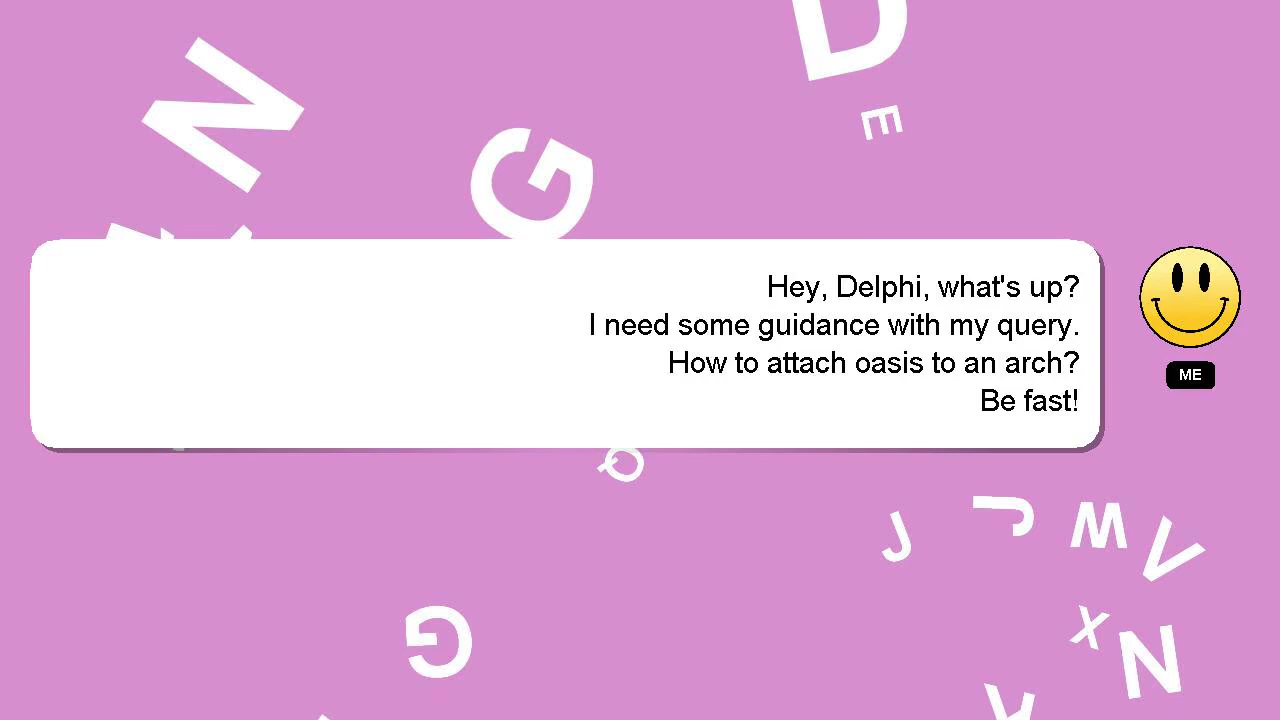 Hey, Delphi, what's up?
I need some guidance with my query.
How to attach oasis to an arch?
Be fast!
ME
N
G
D
E
Q
J
J
W
V
X
N
G
A